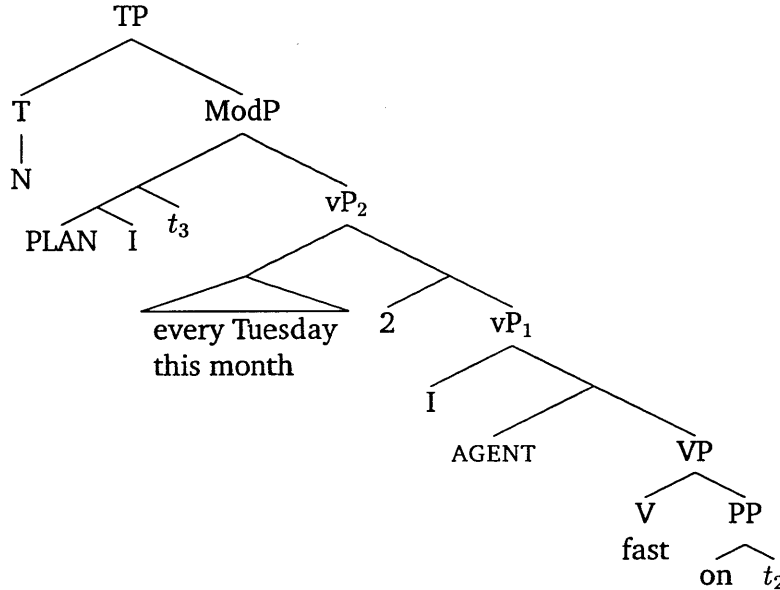 TP
T ModP
N
PLAN I t₃ vP₂
every Tuesday 2 vP₁
this month
I
AGENT VP
V PP
fast
on t₂